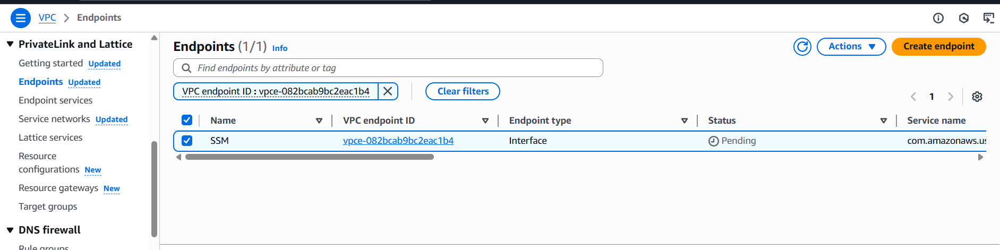 VPC > Endpoints
PrivateLink and Lattice
Getting started Updated
Endpoints Updated
Endpoint services
Service networks Updated
Lattice services
Resource
configurations New
Resource gateways New
Target groups
DNS firewall
Rule groups
Endpoints (1/1) Info
Actions
Create endpoint
Find endpoints by attribute or tag
VPC endpoint ID : vpce-082bcab9bc2eac1b4
Clear filters
1
Name VPC endpoint ID Endpoint type Status Service name
SSM vpce-082bcab9bc2eac1b4 Interface Pending com.amazonaws.us